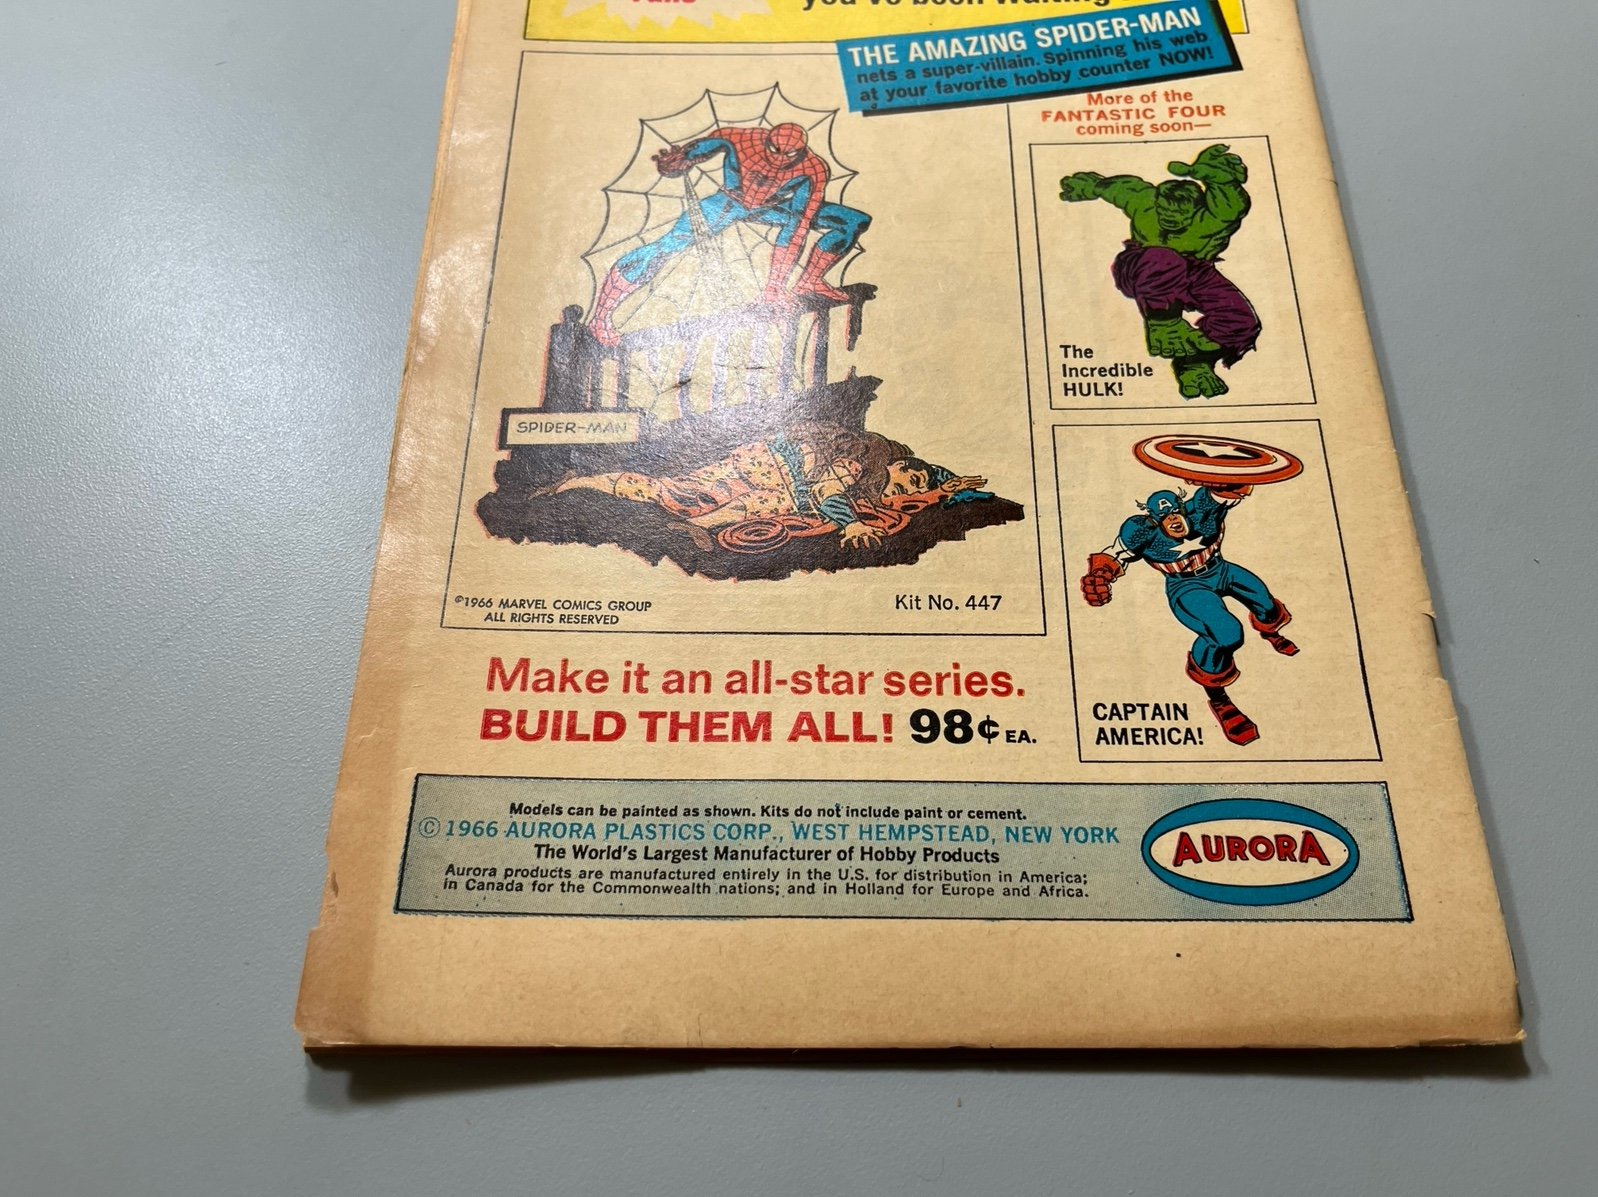 you've been waiting
THE AMAZING SPIDER-MAN
nets a super-villain. Spinning his web
at your favorite hobby counter NOW!
More of the
FANTASTIC FOUR
coming soon—
The
Incredible
HULK!
SPIDER-MAN
©1966 MARVEL COMICS GROUP
ALL RIGHTS RESERVED
Kit No. 447
CAPTAIN
AMERICA!
Make it an all-star series.
BUILD THEM ALL! 98¢ EA.
Models can be painted as shown. Kits do not include paint or cement.
© 1966 AURORA PLASTICS CORP., WEST HEMPSTEAD, NEW YORK
The World's Largest Manufacturer of Hobby Products
Aurora products are manufactured entirely in the U.S. for distribution in America;
in Canada for the Commonwealth nations; and in Holland for Europe and Africa.
AURORA